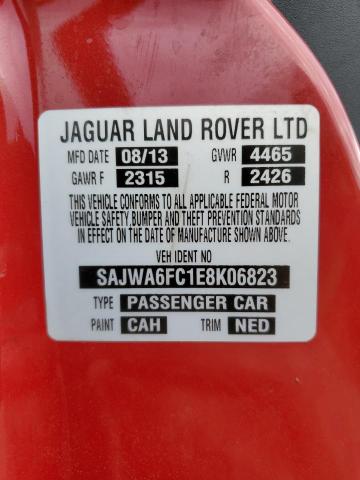 JAGUAR LAND ROVER LTD
MFD DATE 08/13 GVWR 4465
GAWR F 2315 R 2426
THIS VEHICLE CONFORMS TO ALL APPLICABLE FEDERAL MOTOR
VEHICLE SAFETY, BUMPER AND THEFT PREVENTION STANDARDS
IN EFFECT ON THE DATE OF MANUFACTURE SHOWN ABOVE.
VEH IDENT NO
SAJWA6FC1E8K06823
TYPE PASSENGER CAR
PAINT CAH TRIM NED